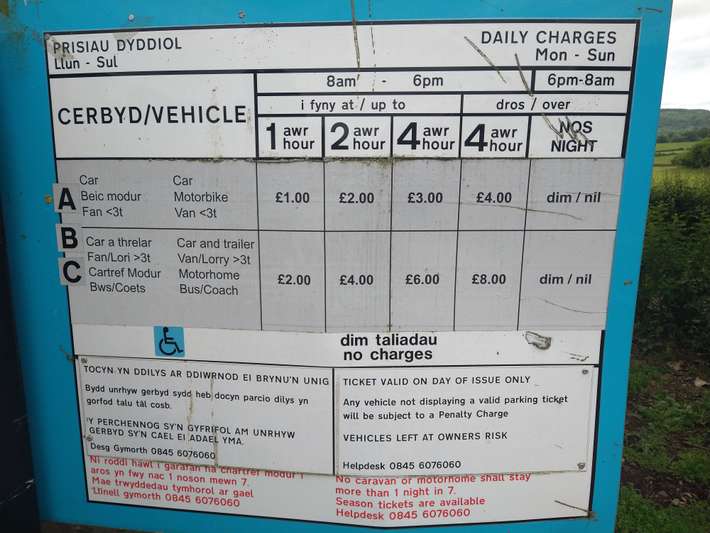 PRISIAU DYDDIOL
Llun - Sul
DAILY CHARGES
Mon - Sun
CERBYD/VEHICLE
8am - 6pm
6pm-8am
i fyny at / up to
dros / over
1 awr hour
2 awr hour
4 awr hour
4 awr hour
NOS NIGHT
A
Car Car
Beic modur Motorbike
Fan <3t Van <3t
£1.00 £2.00 £3.00 £4.00 dim / nil
B
C
Car a threlar Car and trailer
Fan/Lori >3t Van/Lorry >3t
Cartref Modur Motorhome
Bws/Coets Bus/Coach
£2.00 £4.00 £6.00 £8.00 dim / nil
dim taliadau
no charges
TOCYN YN DDILYS AR DDIWRNOD EI BRYNU'N UNIG
Bydd unrhyw gerbyd sydd heb docyn parcio dilys yn
gorfod talu tâl cosb.
'Y PERCHENNOG SY'N GYFRIFOL AM UNRHYW
GERBYD SY'N CAEL EI ADAEL YMA.
Desg Gymorth 0845 6076060
TICKET VALID ON DAY OF ISSUE ONLY
Any vehicle not displaying a valid parking ticket
will be subject to a Penalty Charge
VEHICLES LEFT AT OWNERS RISK
Helpdesk 0845 6076060
Ni roddi hawl i garafan na chartref modur i
aros yn fwy nac 1 noson mewn 7.
Mae trwyddedau tymhorol ar gael
'Llinell gymorth 0845 6076060
No caravan or motorhome shall stay
more than 1 night in 7.
Season tickets are available
Helpdesk 0845 6076060